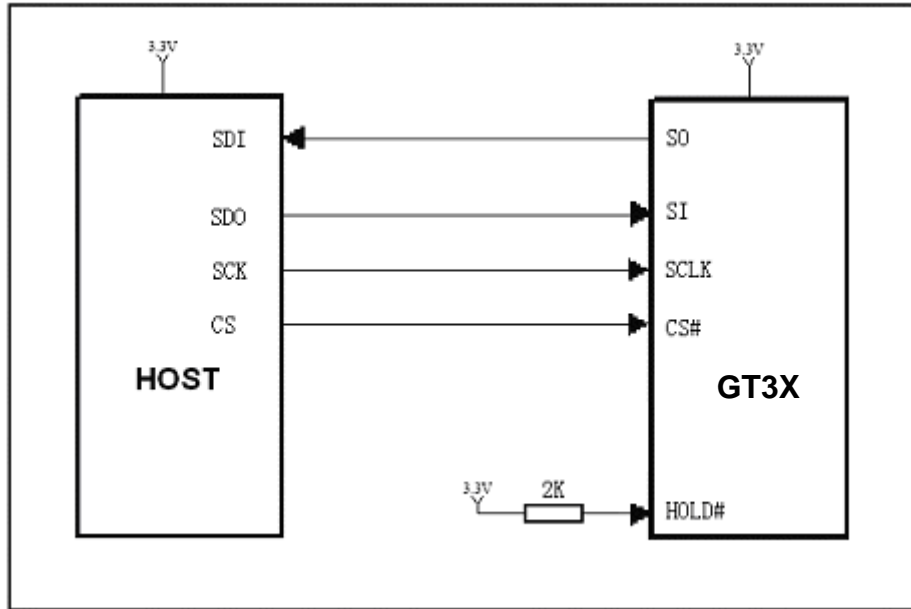 3.3V
3.3V
SDI
SO
SDO
SI
SCK
SCLK
CS
CS#
HOST
GT3X
3.3V
2K
HOLD#